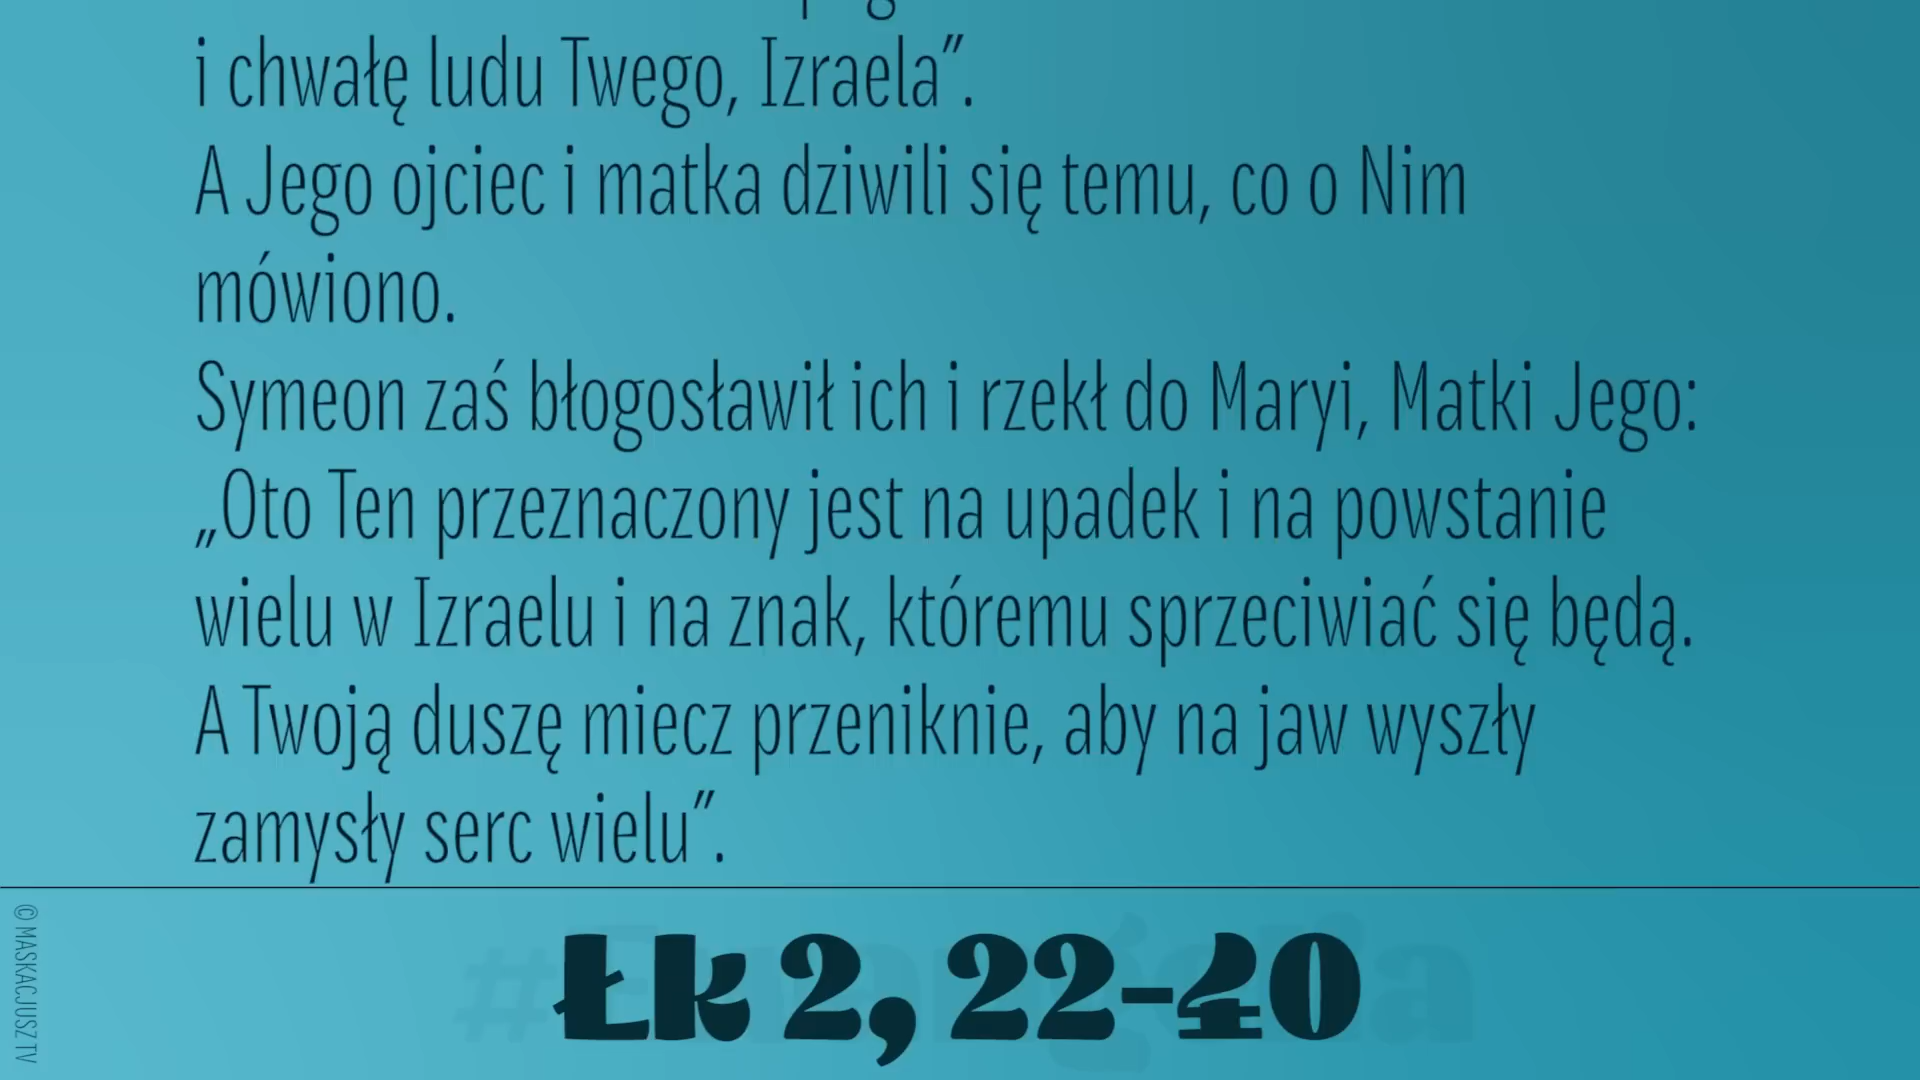 i chwałę ludu Twego, Izraela”.
A Jego ojciec i matka dziwili się temu, co o Nim
mówiono.
Symeon zaś błogosławił ich i rzekł do Maryi, Matki Jego:
„Oto Ten przeznaczony jest na upadek i na powstanie
wielu w Izraelu i na znak, któremu sprzeciwiać się będą.
A Twoją duszę miecz przeniknie, aby na jaw wyszły
zamysły serc wielu”.
Łk 2, 22-40
© MASKACJUSZ TV